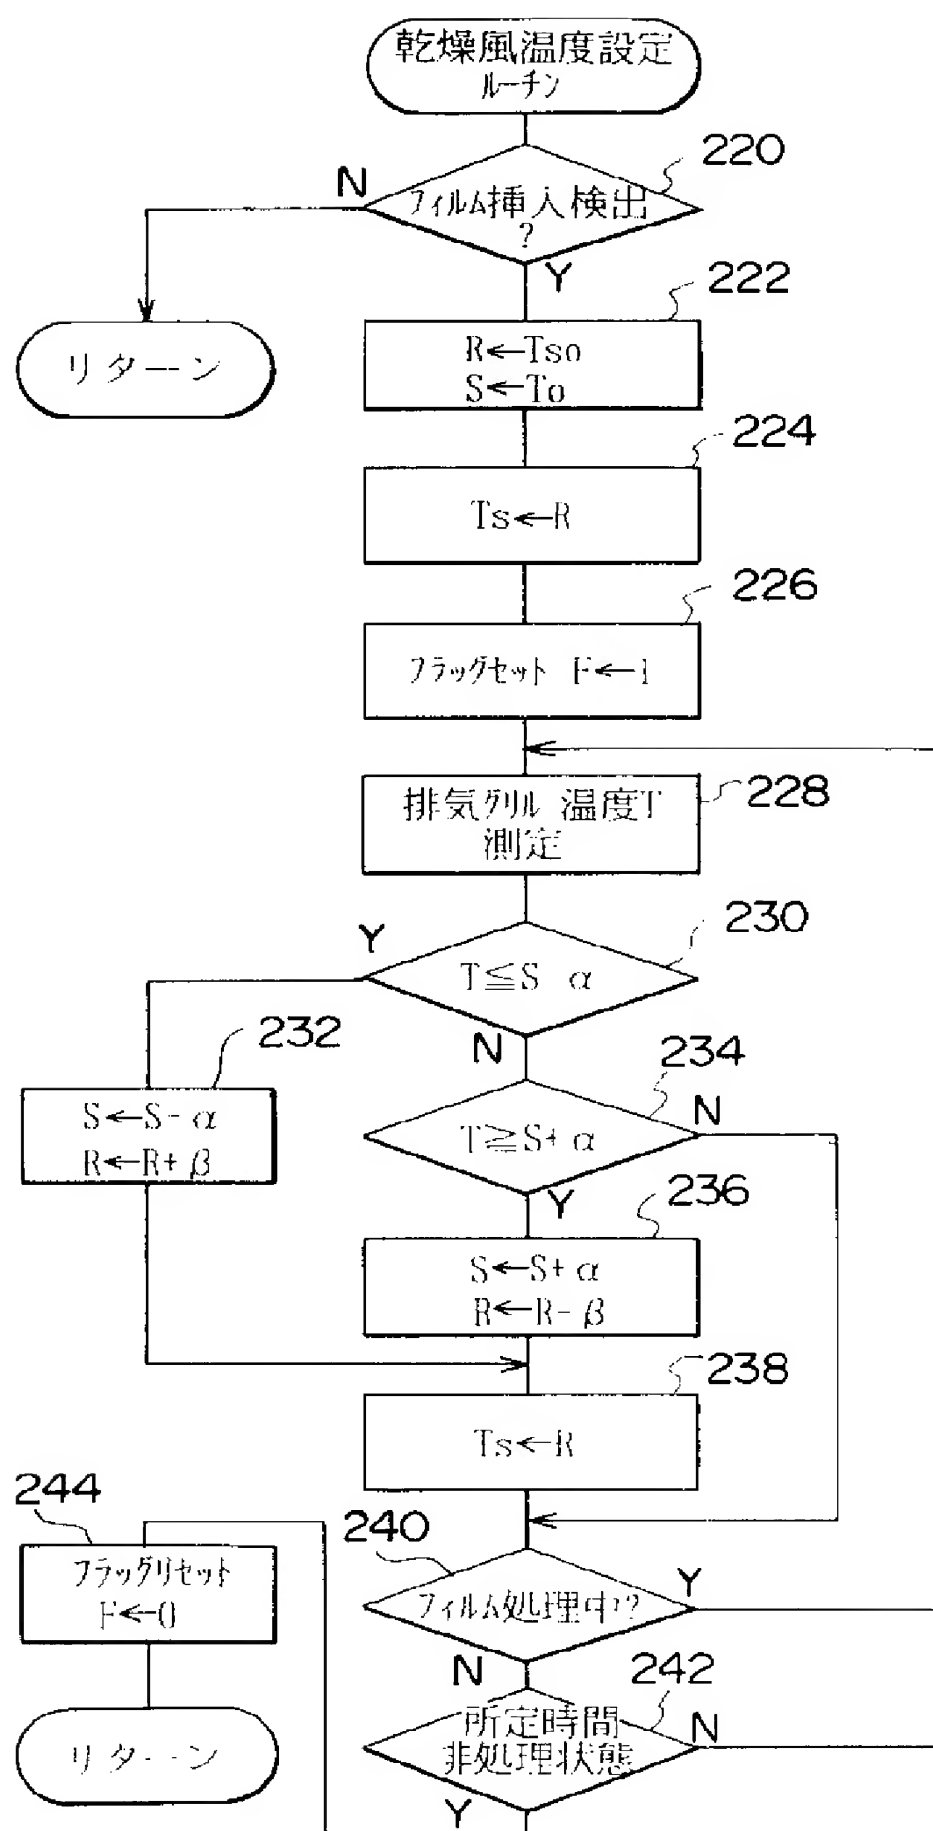 乾燥風温度設定
ルーチン
220
N
フィルム挿入検出
?
Y
222
リターン
R←Tso
S←To
224
Ts←R
226
フラッグセット F←1
228
排気グリル 温度T
測定
230
Y
T≦S α
N
232
S←S- α
R←R+ β
234
N
T≧S+ α
Y
236
S←S+ α
R←R- β
238
Ts←R
244
フラッグリセット
F←0
リターン
240
Y
フィルム処理中?
N
242
所定時間
非処理状態
N
Y